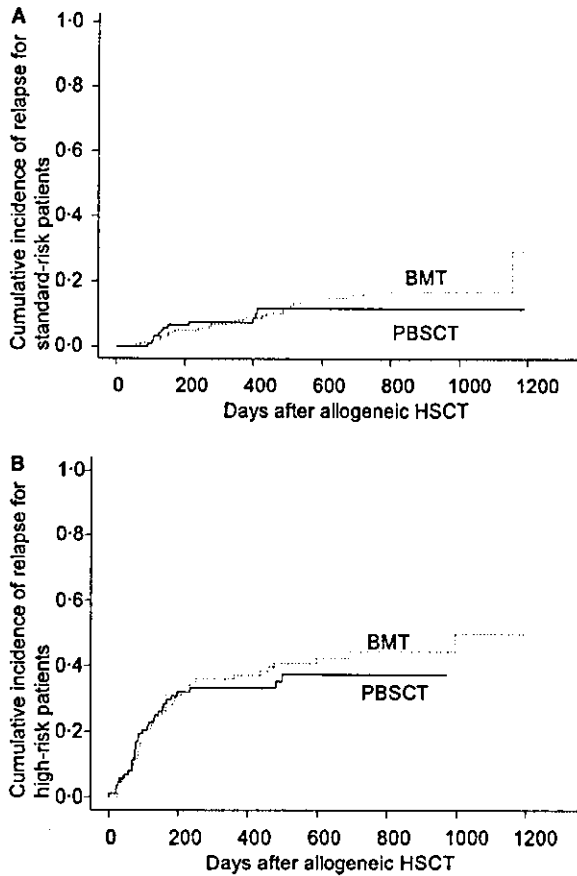 A
Cumulative incidence of relapse for
standard-risk patients
1·0
0·8
0·6
0·4
0·2
0·0
BMT
PBSCT
0 200 400 600 800 1000 1200
Days after allogeneic HSCT
B
Cumulative incidence of relapse for
high-risk patients
1·0
0·8
0·6
0·4
0·2
0·0
BMT
PBSCT
0 200 400 600 800 1000 1200
Days after allogeneic HSCT